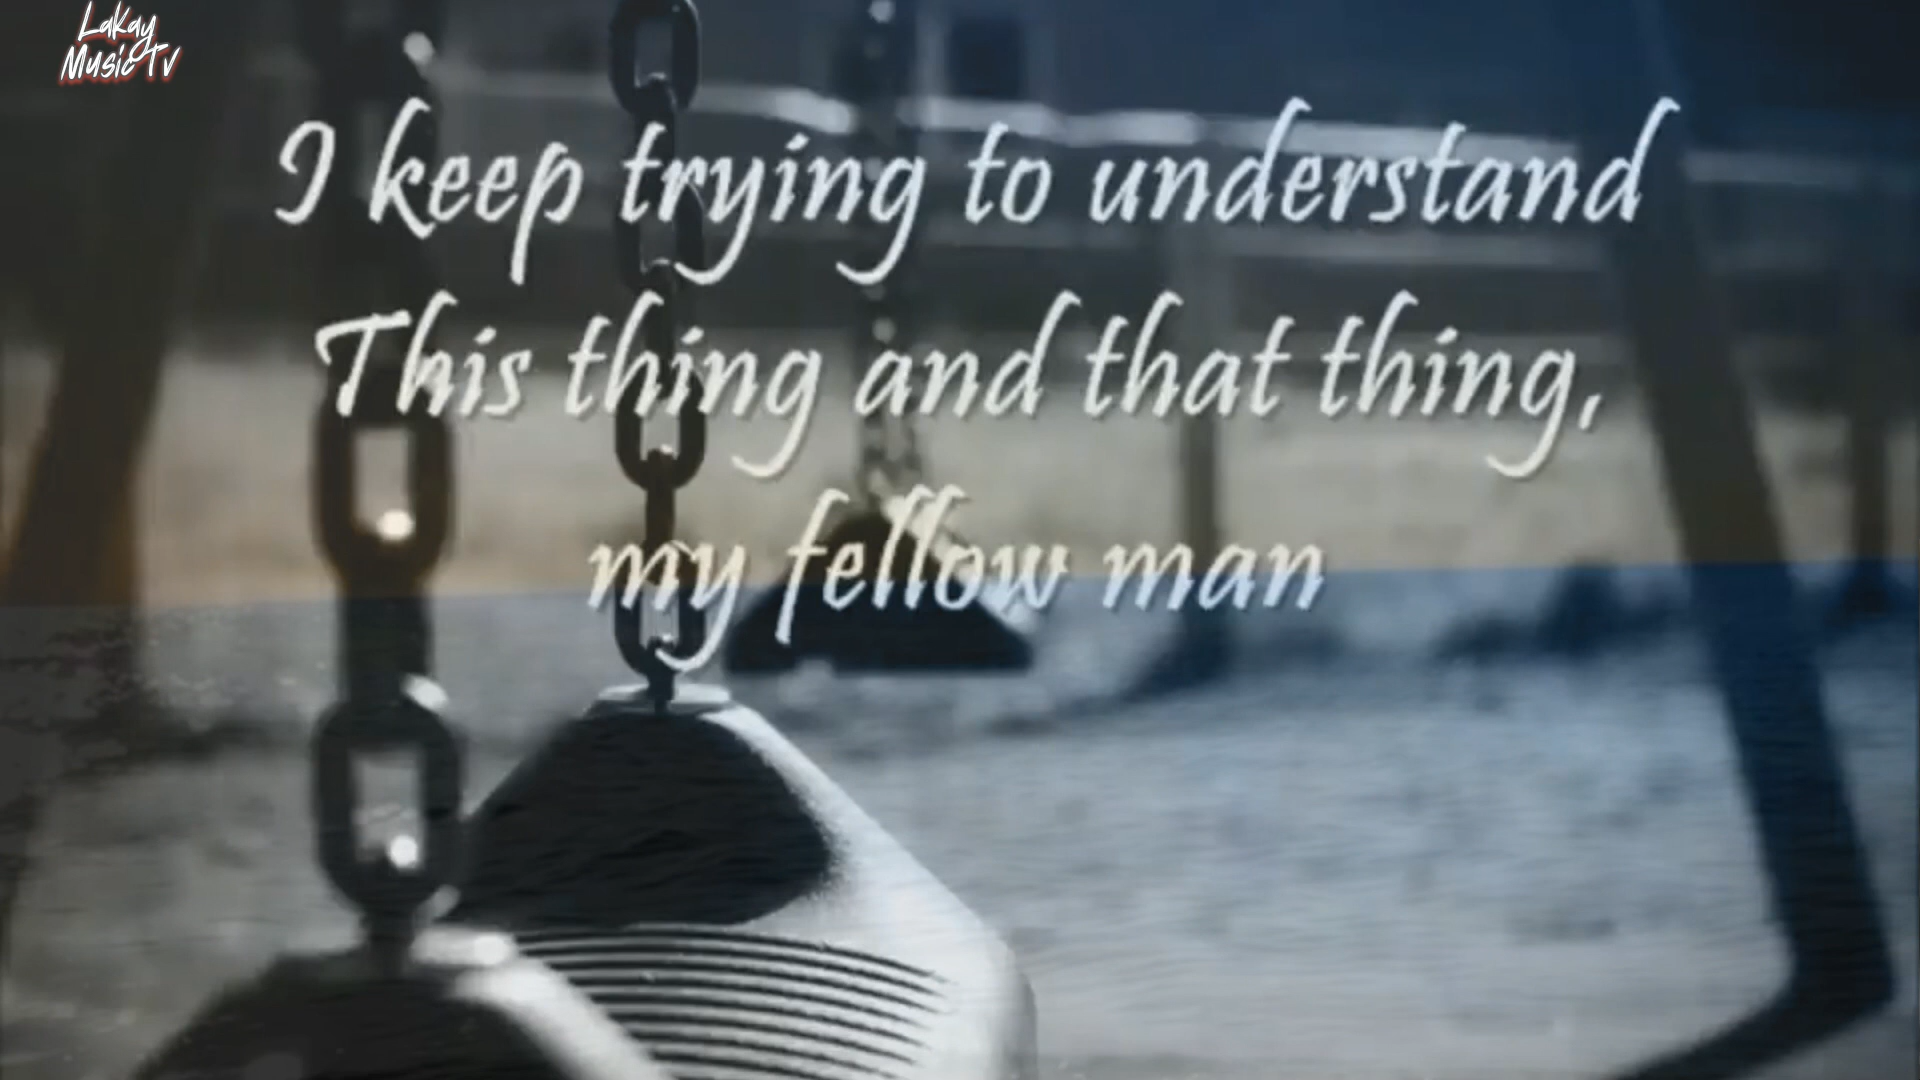 LaKay
Music Tv
I keep trying to understand
This thing and that thing,
my fellow man